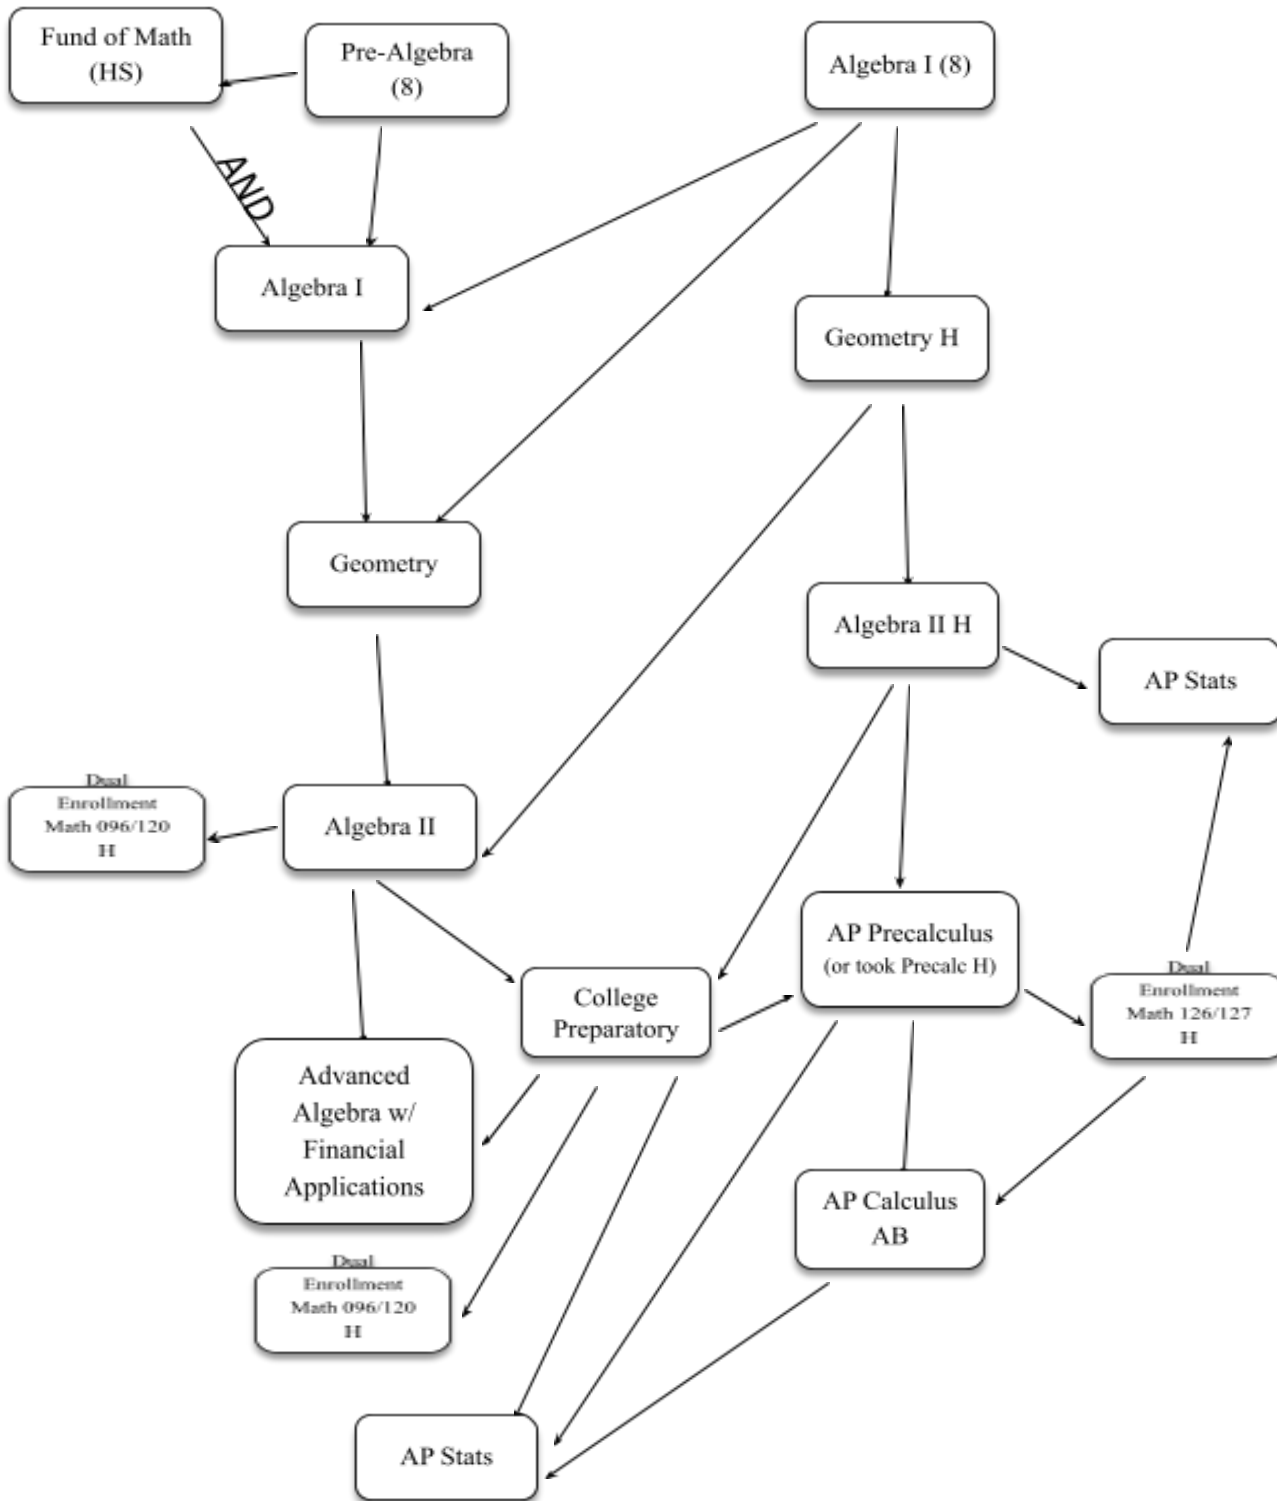 Fund of Math
(HS)
Pre-Algebra
(8)
Algebra I (8)
AND
Algebra I
Geometry H
Geometry
Algebra II H
AP Stats
Dual
Enrollment
Math 096/120
H
Algebra II
AP Precalculus
(or took Precalc H)
College
Preparatory
Dual
Enrollment
Math 126/127
H
Advanced
Algebra w/
Financial
Applications
AP Calculus
AB
Dual
Enrollment
Math 096/120
H
AP Stats